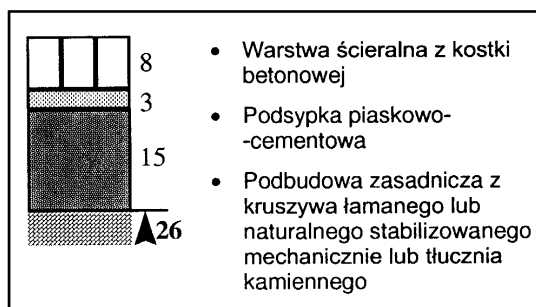 8
3
15
26
• Warstwa ścieralna z kostki
betonowej
• Podsypka piaskowo-
-cementowa
• Podbudowa zasadnicza z
kruszywa łamanego lub
naturalnego stabilizowanego
mechanicznie lub tłucznia
kamiennego